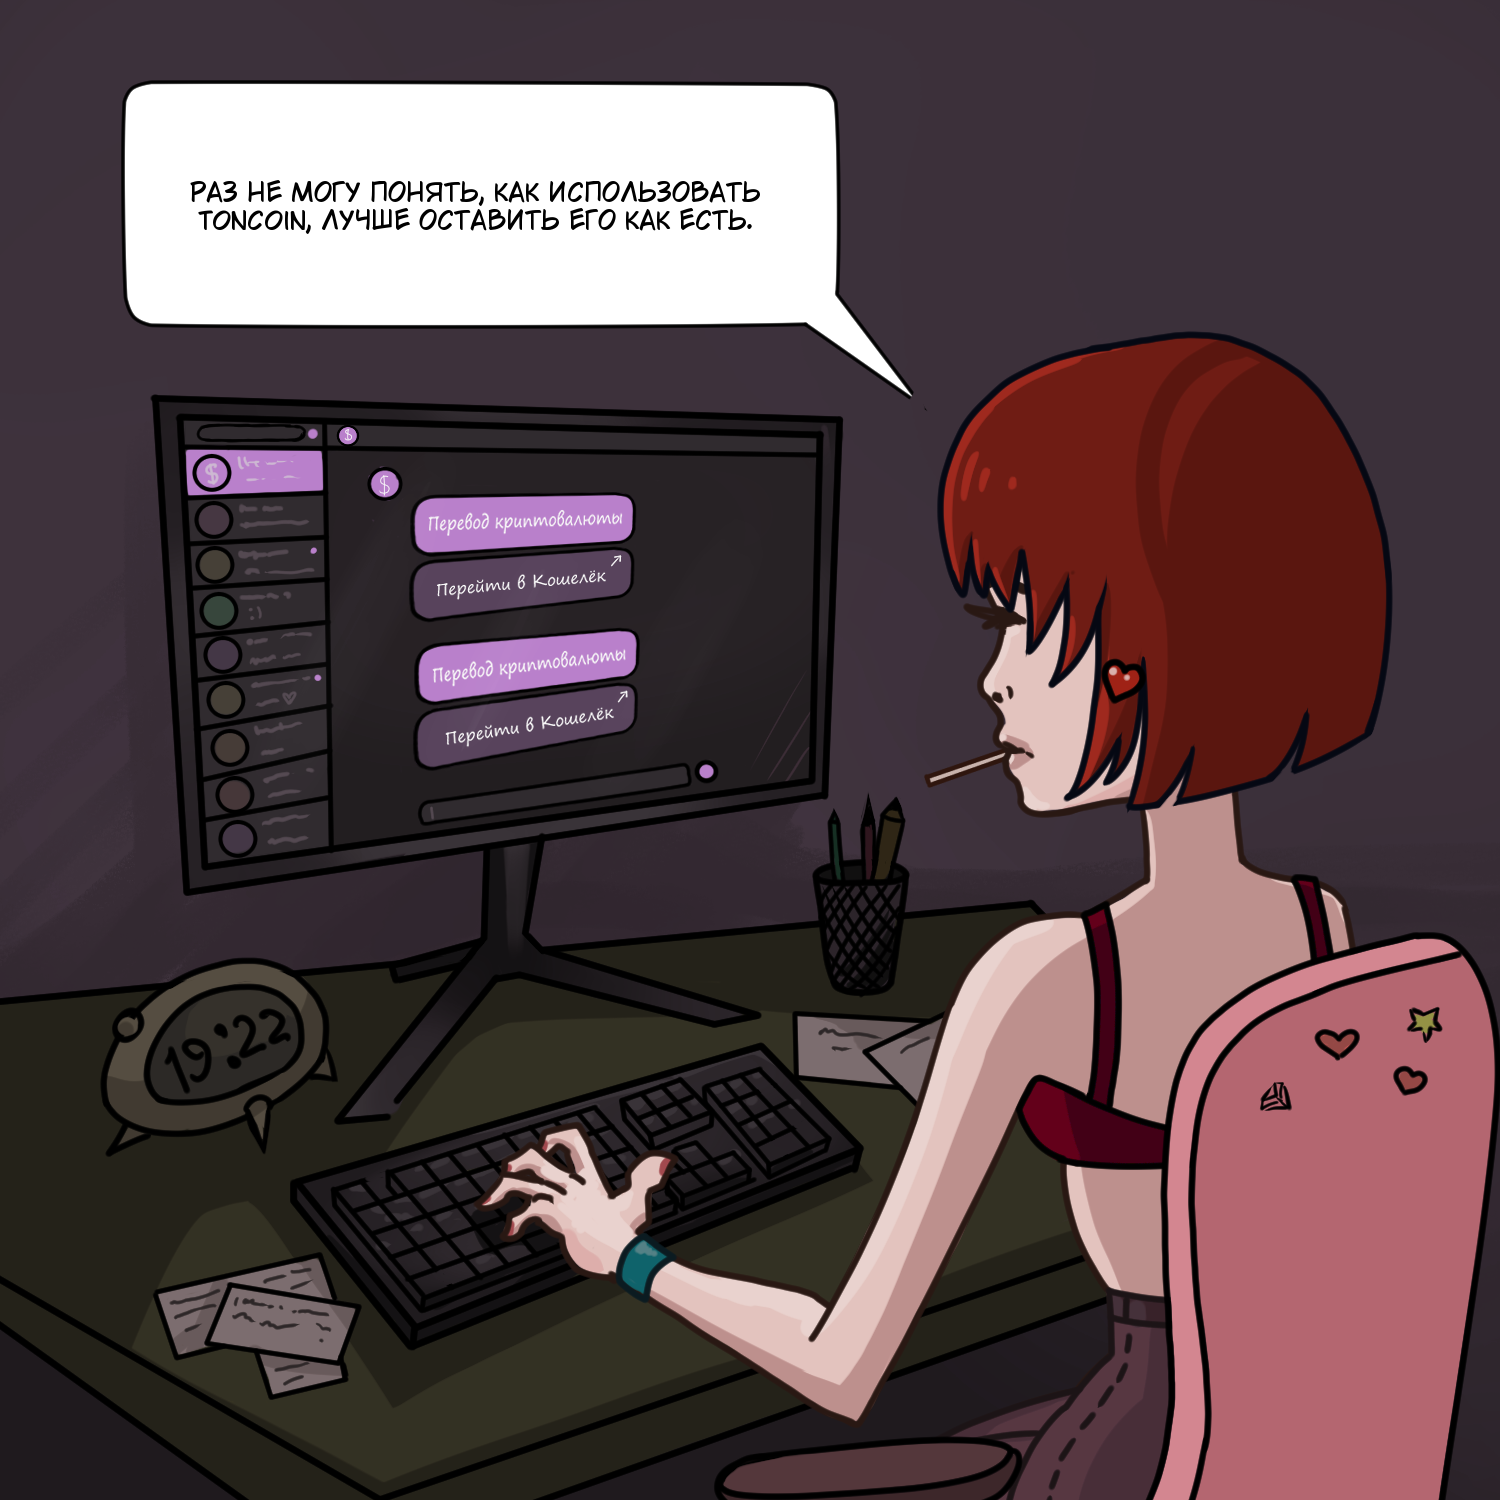 РАЗ НЕ МОГУ ПОНЯТЬ, КАК ИСПОЛЬЗОВАТЬ
TONCOIN, ЛУЧШЕ ОСТАВИТЬ ЕГО КАК ЕСТЬ.
$
$
$
Перевод криптовалюты
Перейти в Кошелёк
Перевод криптовалюты
Перейти в Кошелёк
:)
19:22